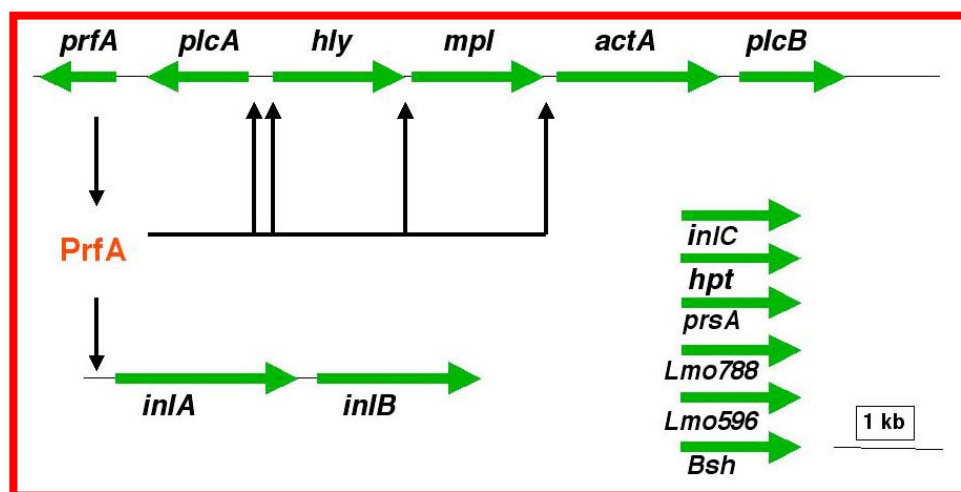 prfA plcA hly mpl actA plcB
PrfA
inlC
hpt
prsA
Lmo788
Lmo596
Bsh
inlA inlB
1 kb